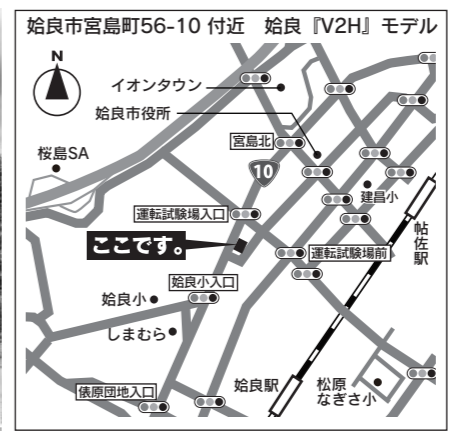 姶良市宮島町56-10 付近　姶良『V2H』モデル
N
イオンタウン
姶良市役所
宮島北
桜島SA
10
建昌小
運転試験場入口
帖佐駅
ここです。
運転試験場前
姶良小入口
姶良小
しまむら
俵原団地入口
姶良駅
松原
なぎさ小